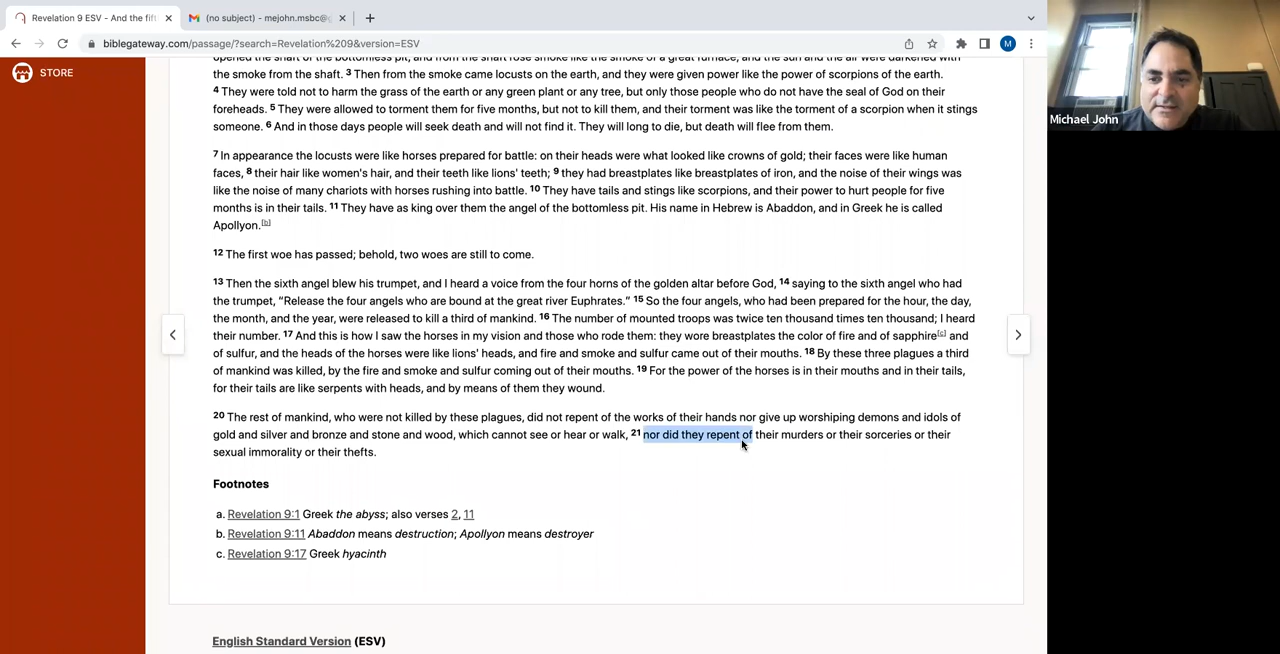 Revelation 9 ESV - And the fift
(no subject) - mejohn.msbc@g
biblegateway.com/passage/?search=Revelation%209&version=ESV
M
STORE
Michael John
opened the shaft of the bottomless pit, and from the shaft rose smoke like the smoke of a great furnace, and the sun and the air were darkened with
the smoke from the shaft. 3 Then from the smoke came locusts on the earth, and they were given power like the power of scorpions of the earth.
4 They were told not to harm the grass of the earth or any green plant or any tree, but only those people who do not have the seal of God on their
foreheads. 5 They were allowed to torment them for five months, but not to kill them, and their torment was like the torment of a scorpion when it stings
someone. 6 And in those days people will seek death and will not find it. They will long to die, but death will flee from them.
7 In appearance the locusts were like horses prepared for battle: on their heads were what looked like crowns of gold; their faces were like human
faces, 8 their hair like women's hair, and their teeth like lions' teeth; 9 they had breastplates like breastplates of iron, and the noise of their wings was
like the noise of many chariots with horses rushing into battle. 10 They have tails and stings like scorpions, and their power to hurt people for five
months is in their tails. 11 They have as king over them the angel of the bottomless pit. His name in Hebrew is Abaddon, and in Greek he is called
Apollyon.[b]
12 The first woe has passed; behold, two woes are still to come.
13 Then the sixth angel blew his trumpet, and I heard a voice from the four horns of the golden altar before God, 14 saying to the sixth angel who had
the trumpet, “Release the four angels who are bound at the great river Euphrates.” 15 So the four angels, who had been prepared for the hour, the day,
the month, and the year, were released to kill a third of mankind. 16 The number of mounted troops was twice ten thousand times ten thousand; I heard
their number. 17 And this is how I saw the horses in my vision and those who rode them: they wore breastplates the color of fire and of sapphire[c] and
of sulfur, and the heads of the horses were like lions' heads, and fire and smoke and sulfur came out of their mouths. 18 By these three plagues a third
of mankind was killed, by the fire and smoke and sulfur coming out of their mouths. 19 For the power of the horses is in their mouths and in their tails,
for their tails are like serpents with heads, and by means of them they wound.
20 The rest of mankind, who were not killed by these plagues, did not repent of the works of their hands nor give up worshiping demons and idols of
gold and silver and bronze and stone and wood, which cannot see or hear or walk, 21 nor did they repent of their murders or their sorceries or their
sexual immorality or their thefts.
Footnotes
a. Revelation 9:1 Greek the abyss; also verses 2, 11
b. Revelation 9:11 Abaddon means destruction; Apollyon means destroyer
c. Revelation 9:17 Greek hyacinth
English Standard Version (ESV)